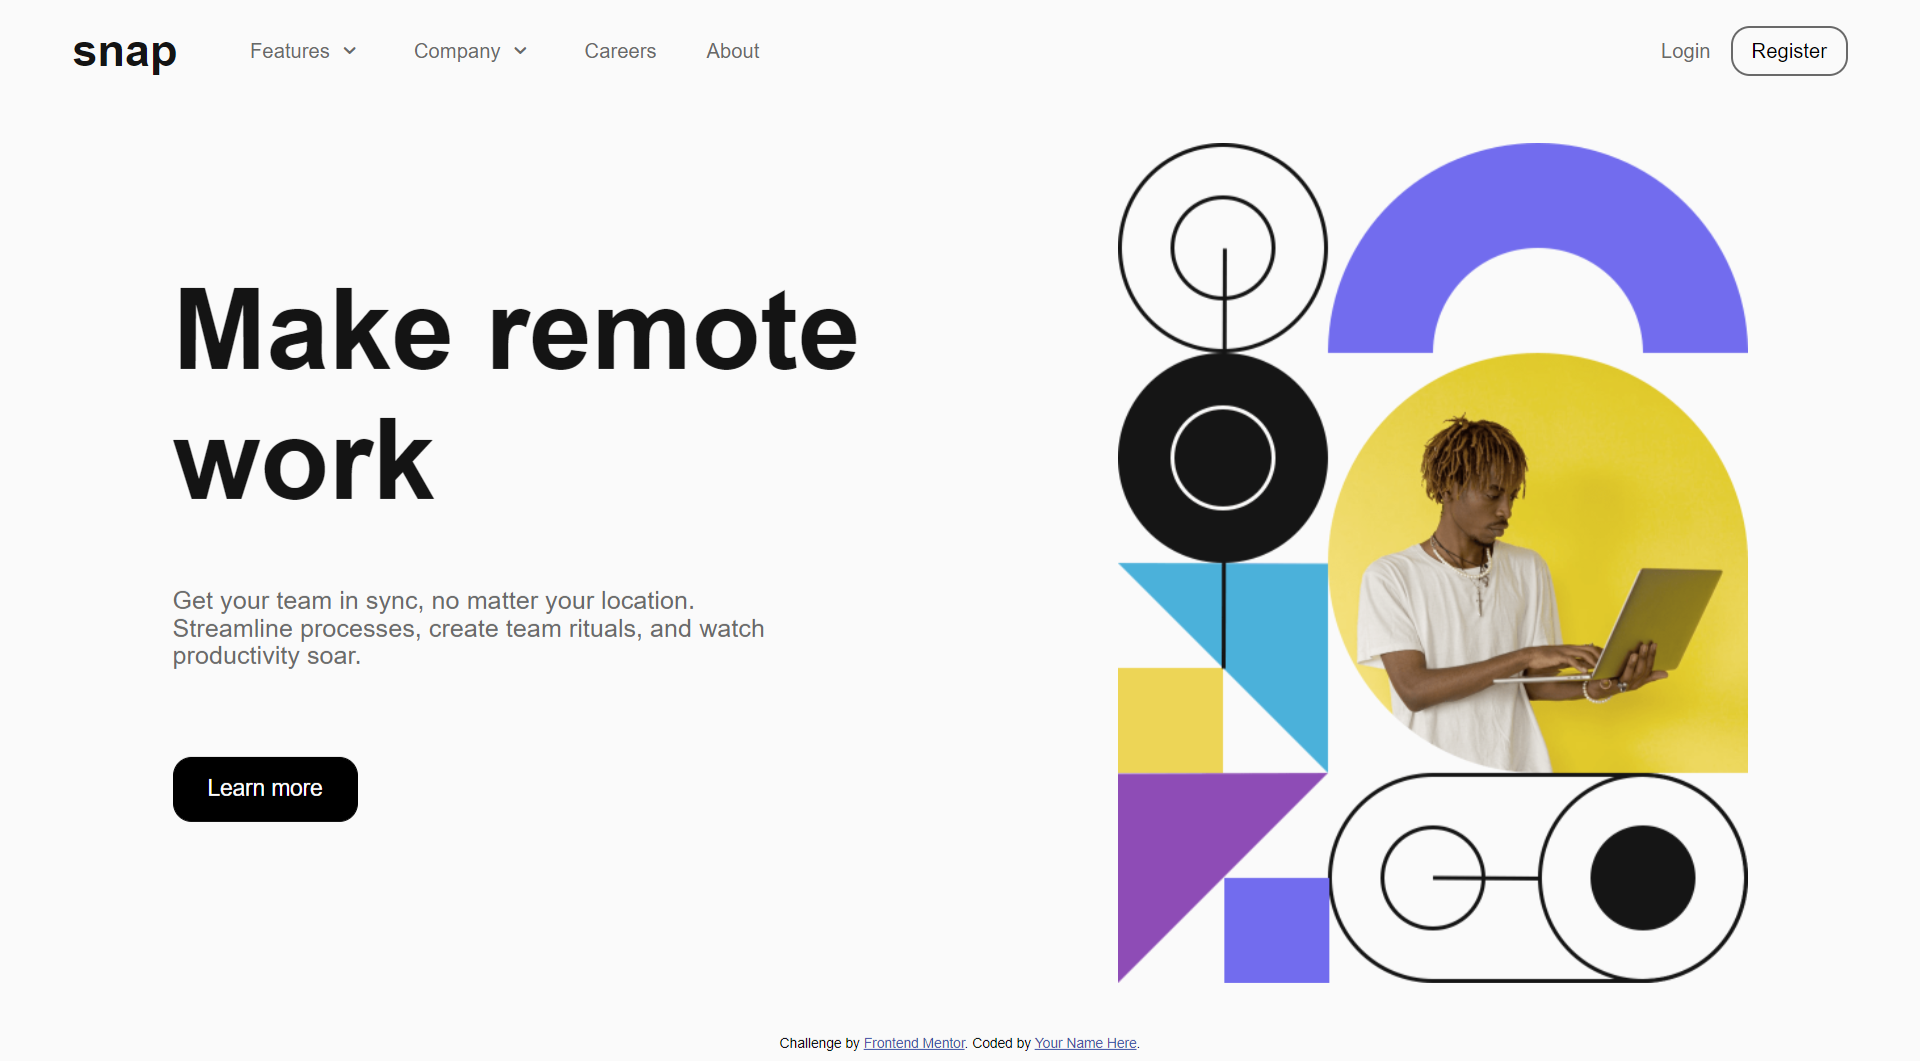 snap
Features
Company
Careers
About
Login
Register
Make remote
work
Get your team in sync, no matter your location.
Streamline processes, create team rituals, and watch
productivity soar.
Learn more
Challenge by Frontend Mentor. Coded by Your Name Here.